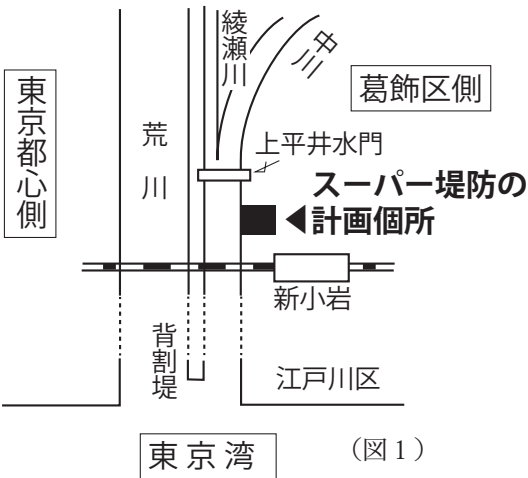 東京都心側
荒川
綾瀬川
中川
葛飾区側
上平井水門
スーパー堤防の
計画個所
新小岩
背割堤
江戸川区
東京湾
（図１）